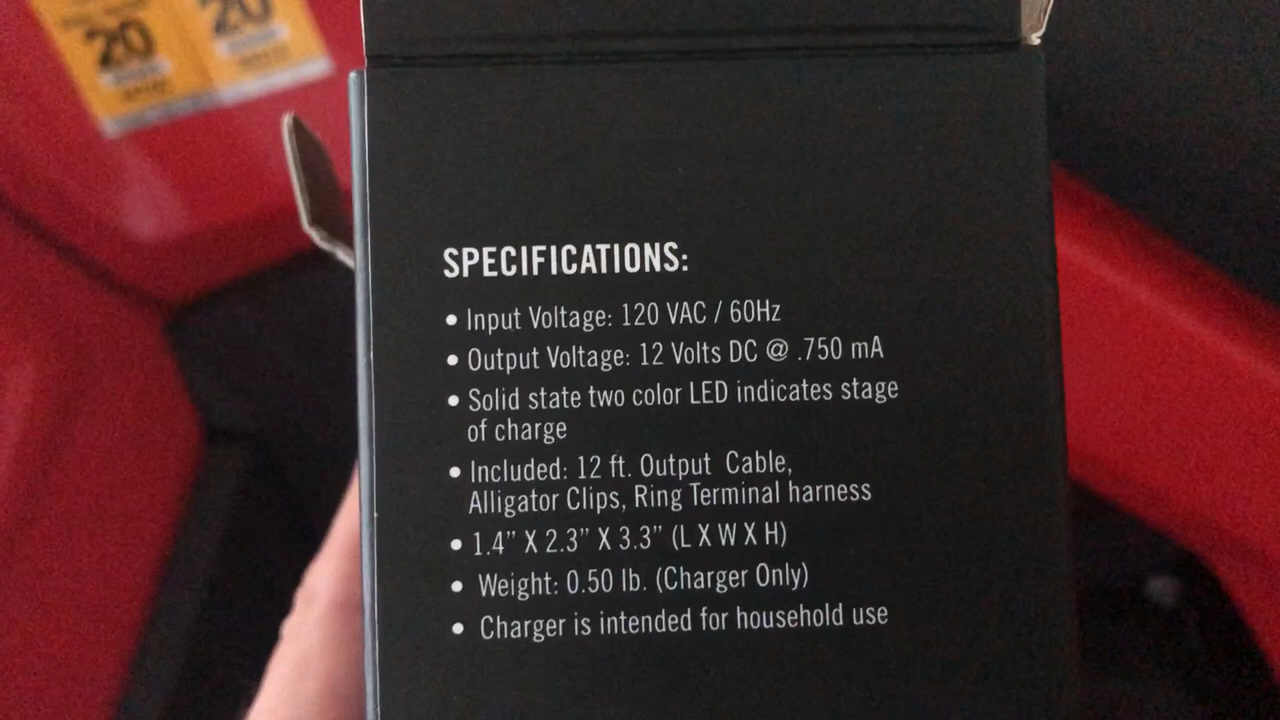 20
20
SPECIFICATIONS:
• Input Voltage: 120 VAC / 60Hz
• Output Voltage: 12 Volts DC @ .750 mA
• Solid state two color LED indicates stage
of charge
• Included: 12 ft. Output Cable,
Alligator Clips, Ring Terminal harness
• 1.4” X 2.3” X 3.3” (L X W X H)
• Weight: 0.50 lb. (Charger Only)
• Charger is intended for household use